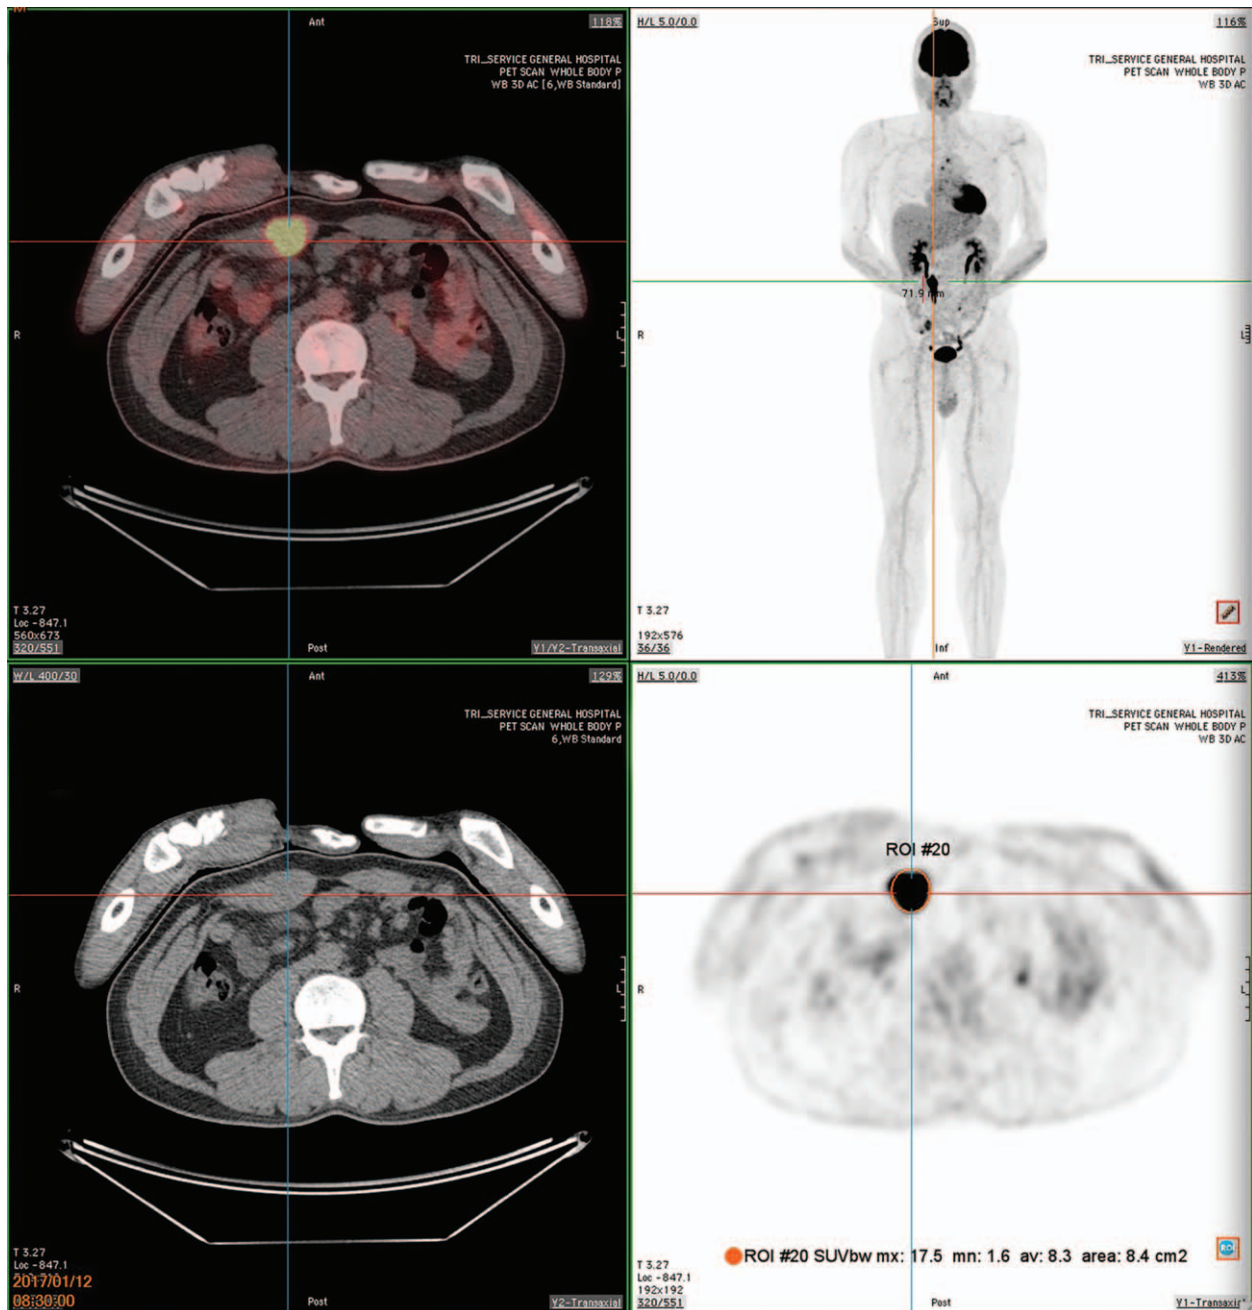 Ant
118%
TRI_SERVICE GENERAL HOSPITAL
PET SCAN WHOLE BODY P
WB 3D AC [6,WB Standard]
R
L
T 3.27
Loc -847.1
560x673
320/551
Post
Y1/Y2-Transaxial
H/L 5.0/0.0
Sup
116%
TRI_SERVICE GENERAL HOSPITAL
PET SCAN WHOLE BODY P
WB 3D AC
71.9
R
L
T 3.27
192x576
36/36
Inf
Y1-Rendered
W/L 400/30
Ant
129%
TRI_SERVICE GENERAL HOSPITAL
PET SCAN WHOLE BODY P
6,WB Standard
R
L
T 3.27
Loc -847.1
2017/01/12
08:30:00
Post
Y2-Transaxial
H/L 5.0/0.0
Ant
413%
TRI_SERVICE GENERAL HOSPITAL
PET SCAN WHOLE BODY P
WB 3D AC
ROI #20
R
L
ROI #20 SUVbw mx: 17.5 mn: 1.6 av: 8.3 area: 8.4 cm2
ROI
T 3.27
Loc -847.1
192x192
320/551
Post